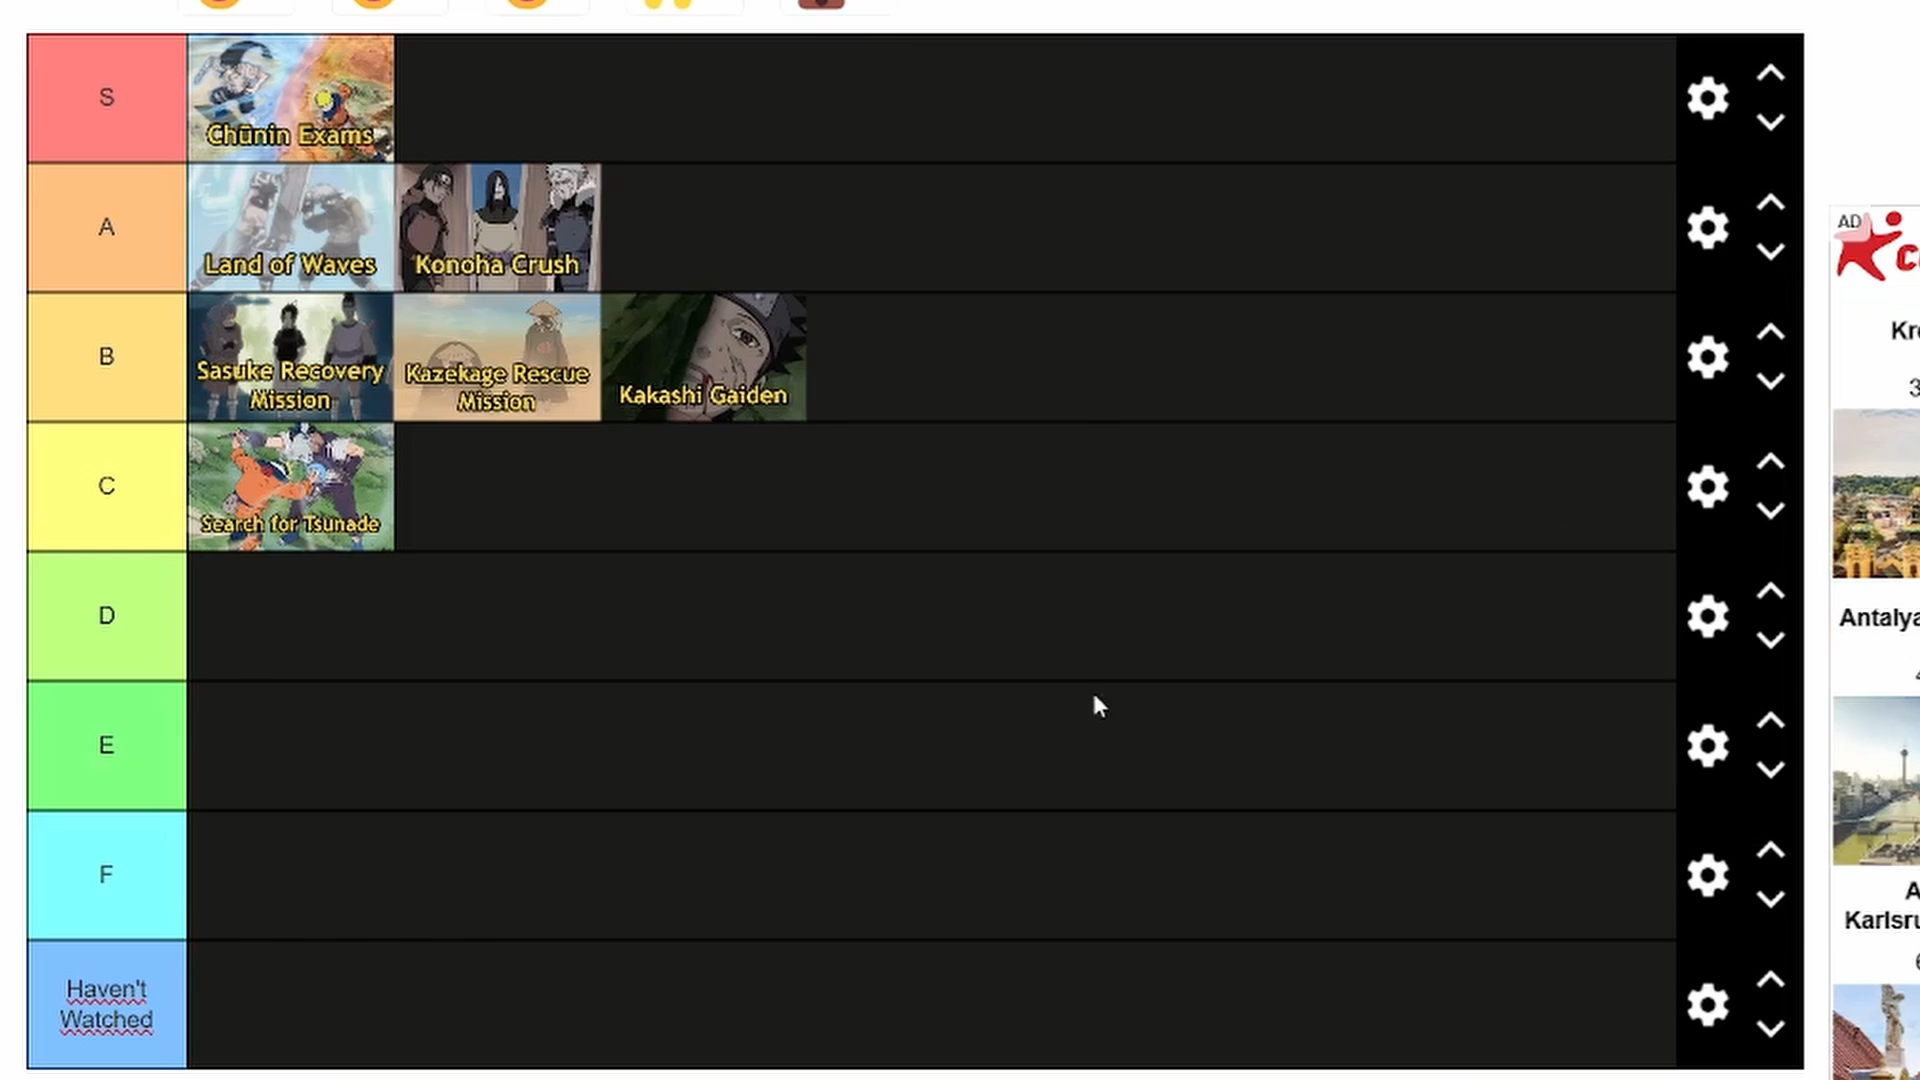 S
Chūnin Exams
A
Land of Waves
Konoha Crush
B
Sasuke Recovery
Mission
Kazekage Rescue
Mission
Kakashi Gaiden
C
Search for Tsunade
D
E
F
Haven't
Watched
AD
Antalya